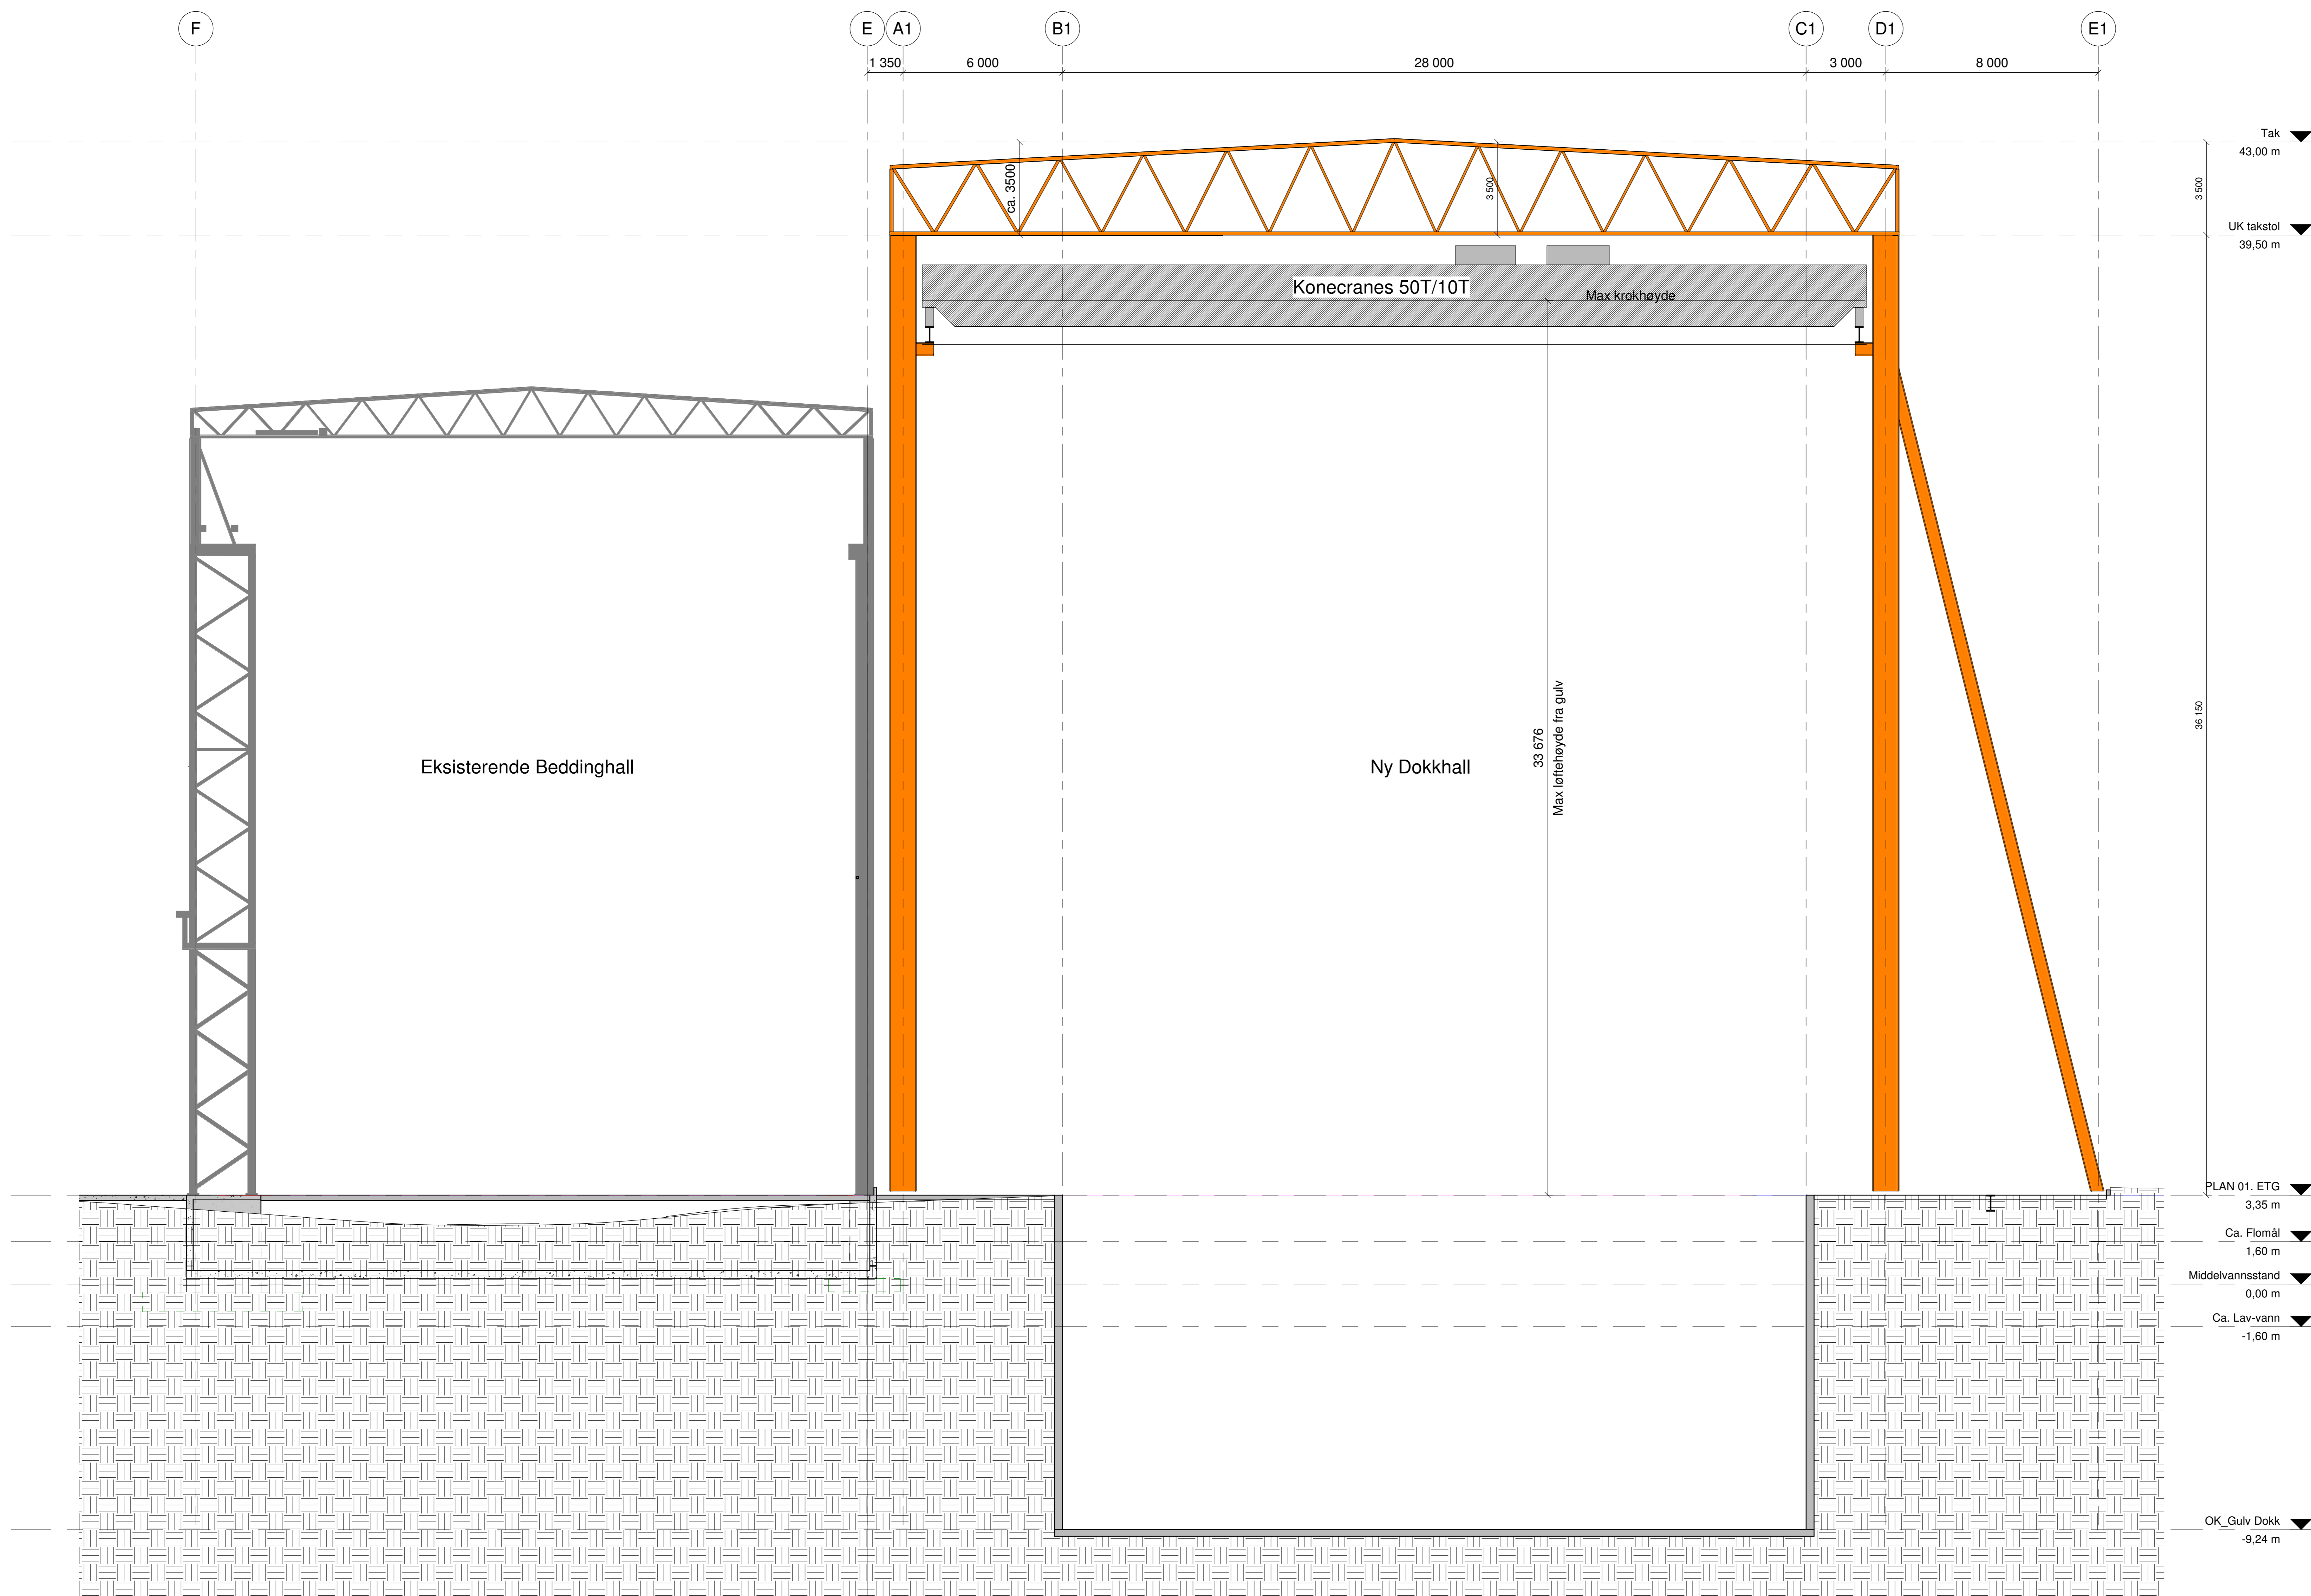 F
E
A1
B1
C1
D1
E1
1 350
6 000
28 000
3 000
8 000
Tak
43,00 m
ca. 3500
3 500
3 500
UK takstol
39,50 m
Konecranes 50T/10T
Max krokhøyde
36 150
33 676
Max løftehøyde fra gulv
Eksisterende Beddinghall
Ny Dokkhall
PLAN 01. ETG
3,35 m
Ca. Flomål
1,60 m
Middelvannsstand
0,00 m
Ca. Lav-vann
-1,60 m
OK_Gulv Dokk
-9,24 m